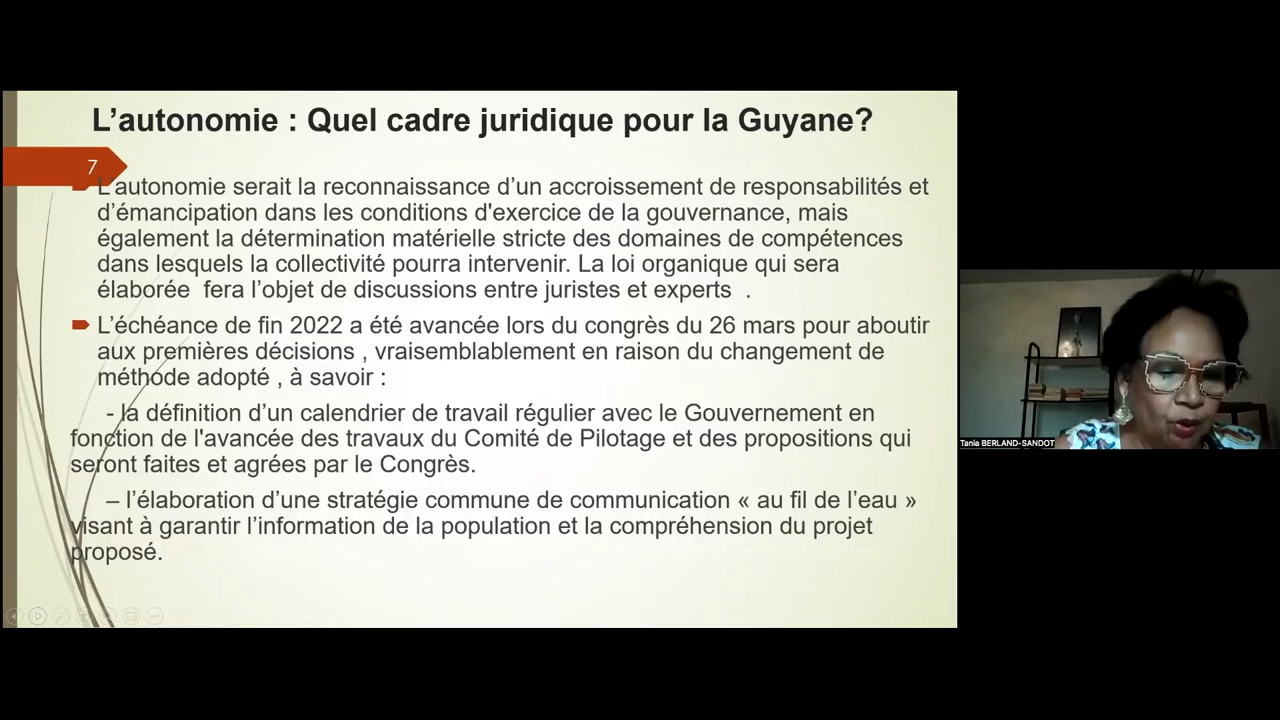 L’autonomie : Quel cadre juridique pour la Guyane?
7
L’autonomie serait la reconnaissance d’un accroissement de responsabilités et
d’émancipation dans les conditions d'exercice de la gouvernance, mais
également la détermination matérielle stricte des domaines de compétences
dans lesquels la collectivité pourra intervenir. La loi organique qui sera
élaborée  fera l’objet de discussions entre juristes et experts  .
L’échéance de fin 2022 a été avancée lors du congrès du 26 mars pour aboutir
aux premières décisions , vraisemblablement en raison du changement de
méthode adopté , à savoir :
- la définition d’un calendrier de travail régulier avec le Gouvernement en
fonction de l'avancée des travaux du Comité de Pilotage et des propositions qui
seront faites et agrées par le Congrès.
– l’élaboration d’une stratégie commune de communication « au fil de l’eau »
visant à garantir l’information de la population et la compréhension du projet
proposé.
Tania BERLAND-SANDOT